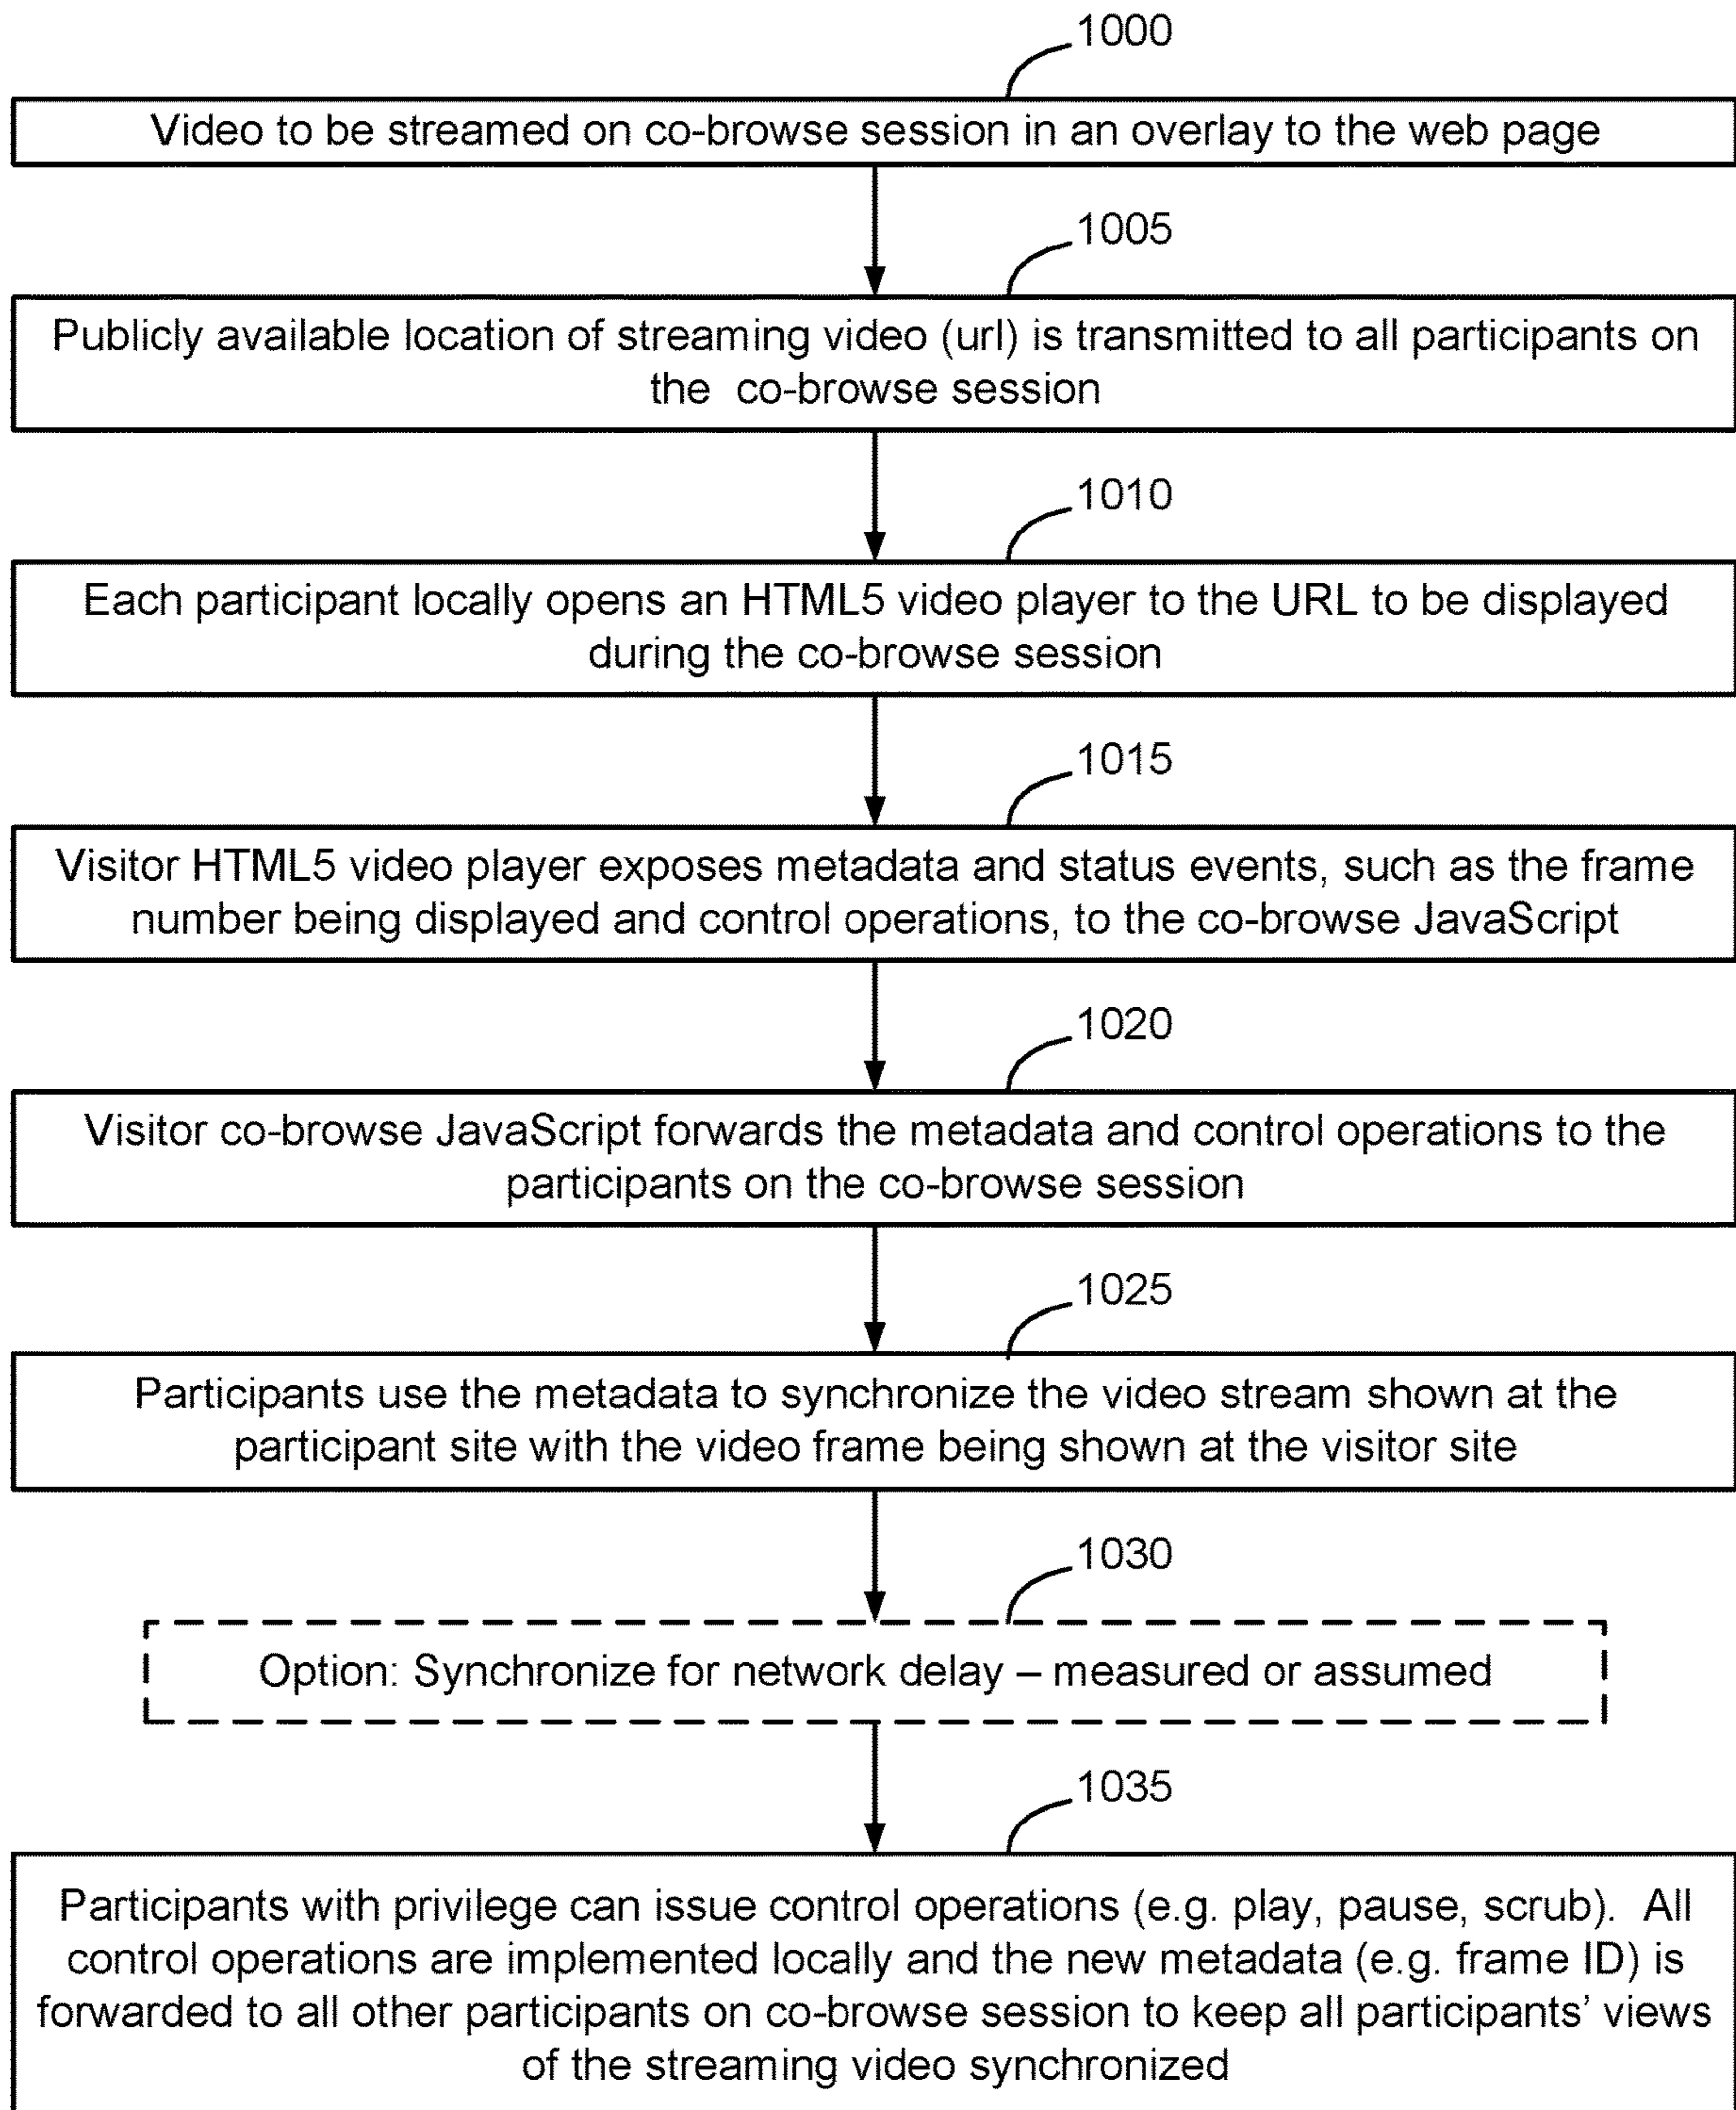 1000
Video to be streamed on co-browse session in an overlay to the web page
1005
Publicly available location of streaming video (url) is transmitted to all participants on
the co-browse session
1010
Each participant locally opens an HTML5 video player to the URL to be displayed
during the co-browse session
1015
Visitor HTML5 video player exposes metadata and status events, such as the frame
number being displayed and control operations, to the co-browse JavaScript
1020
Visitor co-browse JavaScript forwards the metadata and control operations to the
participants on the co-browse session
1025
Participants use the metadata to synchronize the video stream shown at the
participant site with the video frame being shown at the visitor site
1030
Option: Synchronize for network delay – measured or assumed
1035
Participants with privilege can issue control operations (e.g. play, pause, scrub). All
control operations are implemented locally and the new metadata (e.g. frame ID) is
forwarded to all other participants on co-browse session to keep all participants’ views
of the streaming video synchronized